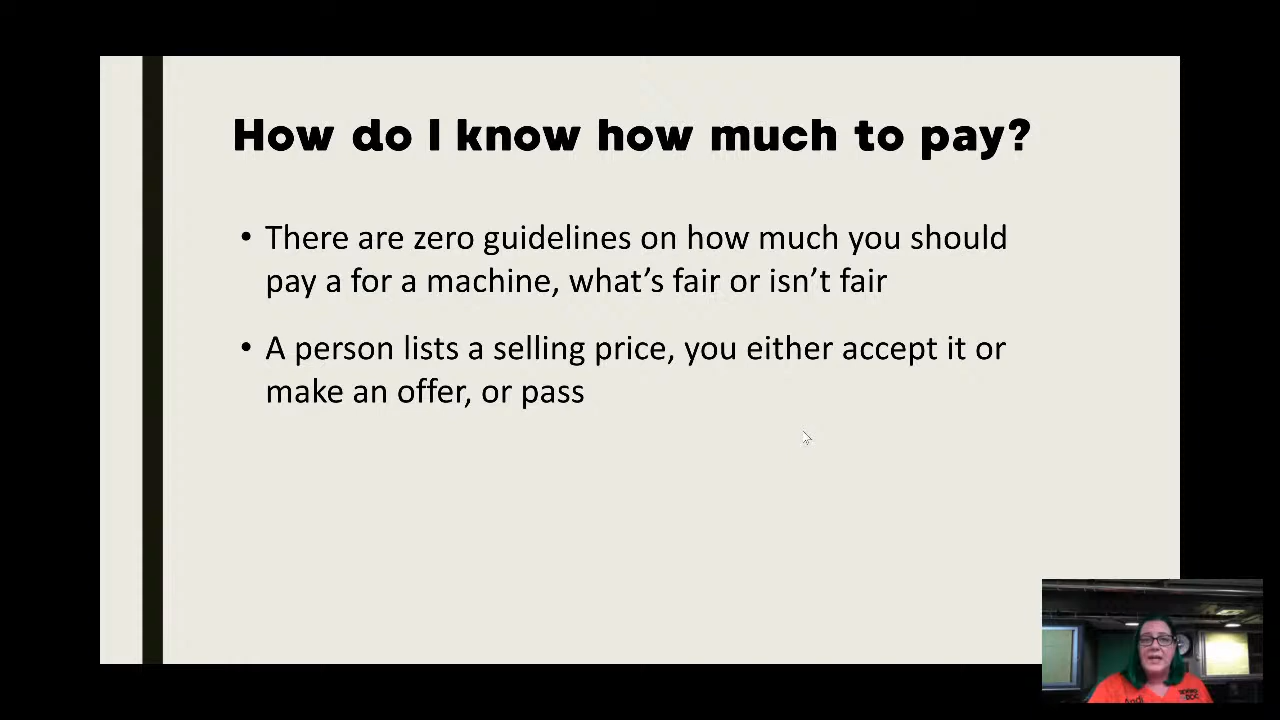 How do I know how much to pay?
• There are zero guidelines on how much you should
pay a for a machine, what's fair or isn't fair
• A person lists a selling price, you either accept it or
make an offer, or pass
Andi